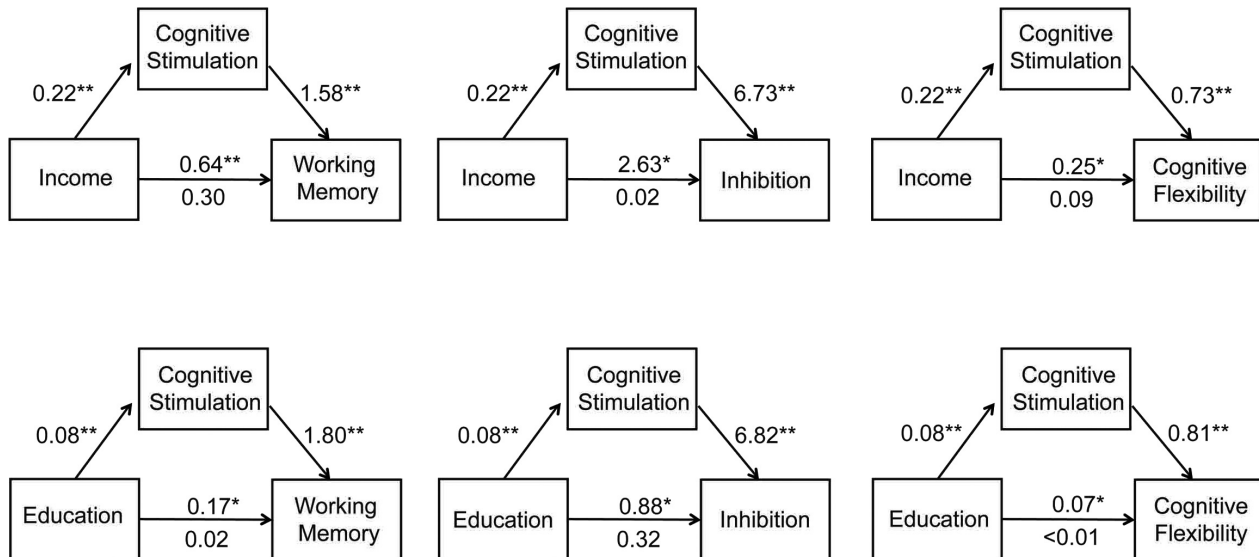 Cognitive
Stimulation
0.22**
1.58**
Income
0.64**
0.30
Working
Memory
Cognitive
Stimulation
0.22**
6.73**
Income
2.63*
0.02
Inhibition
Cognitive
Stimulation
0.22**
0.73**
Income
0.25*
0.09
Cognitive
Flexibility
Cognitive
Stimulation
0.08**
1.80**
Education
0.17*
0.02
Working
Memory
Cognitive
Stimulation
0.08**
6.82**
Education
0.88*
0.32
Inhibition
Cognitive
Stimulation
0.08**
0.81**
Education
0.07*
<0.01
Cognitive
Flexibility